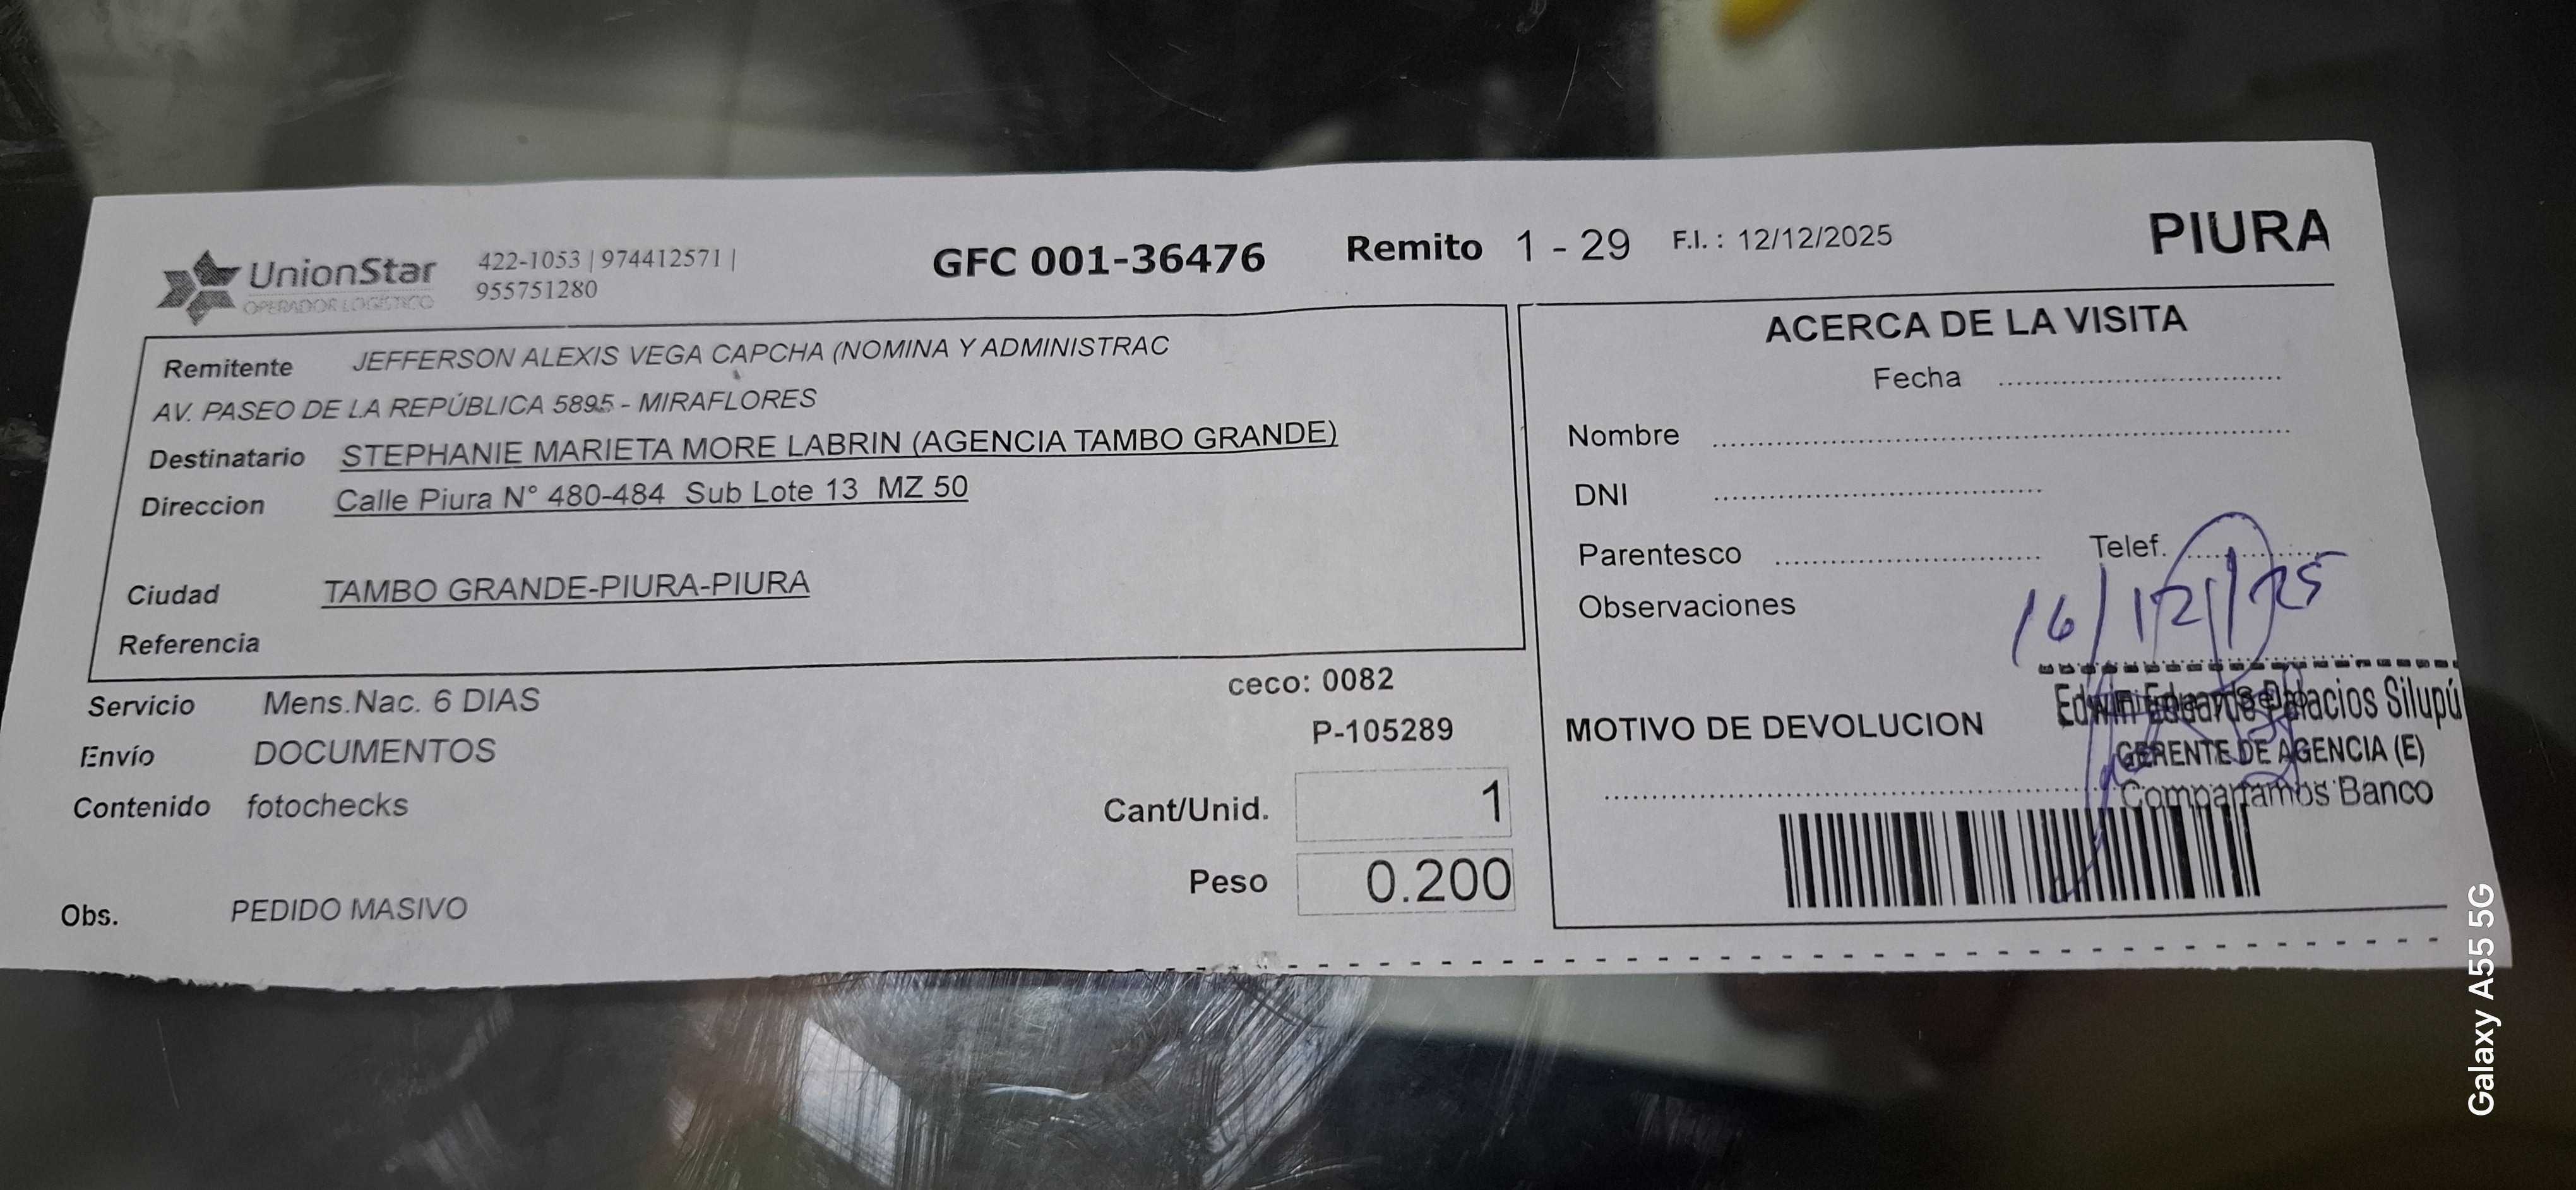 UnionStar
OPERADOR LOGÍSTICO
422-1053 | 974412571 |
955751280
GFC 001-36476
Remito 1 - 29
F.I. : 12/12/2025
PIURA
Remitente JEFFERSON ALEXIS VEGA CAPCHA (NOMINA Y ADMINISTRAC
AV. PASEO DE LA REPÚBLICA 5895 - MIRAFLORES
Destinatario STEPHANIE MARIETA MORE LABRIN (AGENCIA TAMBO GRANDE)
Direccion Calle Piura N° 480-484 Sub Lote 13 MZ 50
Ciudad TAMBO GRANDE-PIURA-PIURA
Referencia
Servicio Mens.Nac. 6 DIAS
Envío DOCUMENTOS
Contenido fotochecks
Obs. PEDIDO MASIVO
ceco: 0082
P-105289
Cant/Unid. 1
Peso 0.200
ACERCA DE LA VISITA
Fecha
Nombre
DNI
Parentesco
Telef.
Observaciones
16/12/25
MOTIVO DE DEVOLUCION
Edwin Eduardo Palacios Silupú
GERENTE DE AGENCIA (E)
Compartamos Banco
Galaxy A55 5G